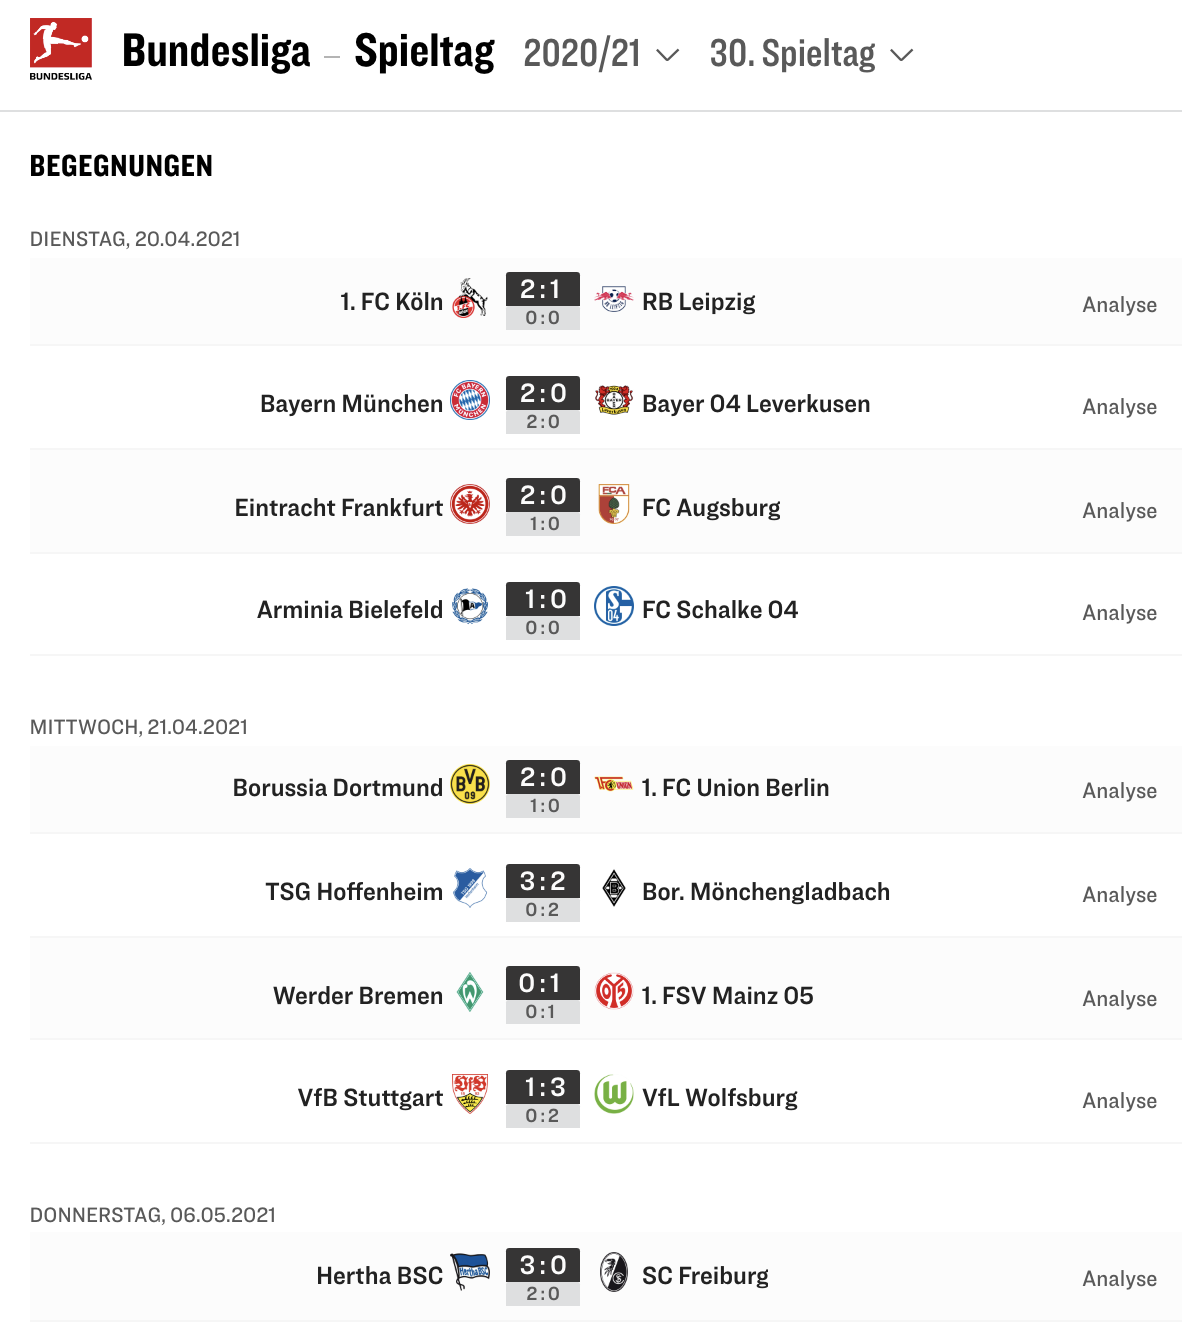 BUNDESLIGA
Bundesliga – Spieltag 2020/21 30. Spieltag
BEGEGNUNGEN
DIENSTAG, 20.04.2021
1. FC Köln 2:1 RB Leipzig Analyse
0:0
Bayern München 2:0 Bayer 04 Leverkusen Analyse
2:0
Eintracht Frankfurt 2:0 FCA FC Augsburg Analyse
1:0
Arminia Bielefeld 1:0 S 04 FC Schalke 04 Analyse
0:0
MITTWOCH, 21.04.2021
Borussia Dortmund BVB 09 2:0 1. FC Union Berlin Analyse
1:0
TSG Hoffenheim 3:2 Bor. Mönchengladbach Analyse
0:2
Werder Bremen 0:1 1. FSV Mainz 05 Analyse
0:1
VfB Stuttgart 1:3 VfL Wolfsburg Analyse
0:2
DONNERSTAG, 06.05.2021
Hertha BSC 3:0 SC Freiburg Analyse
2:0